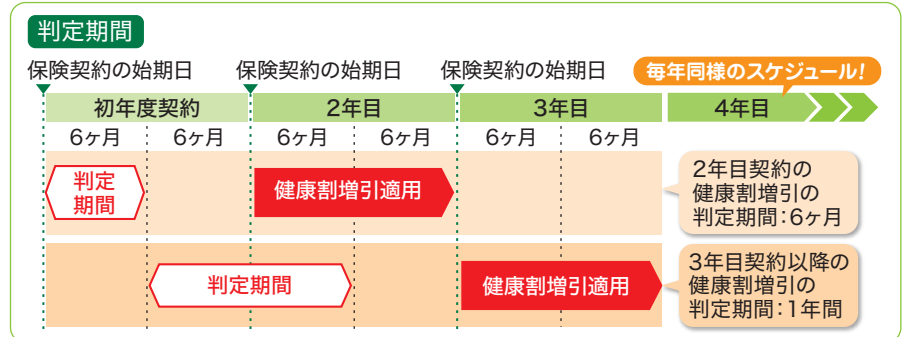 判定期間
保険契約の始期日 保険契約の始期日 保険契約の始期日
毎年同様のスケジュール!
初年度契約 2年目 3年目 4年目
6ヶ月 6ヶ月 6ヶ月 6ヶ月 6ヶ月 6ヶ月
判定
期間
健康割増引適用
2年目契約の
健康割増引の
判定期間:6ヶ月
判定期間
健康割増引適用
3年目契約以降の
健康割増引の
判定期間:1年間